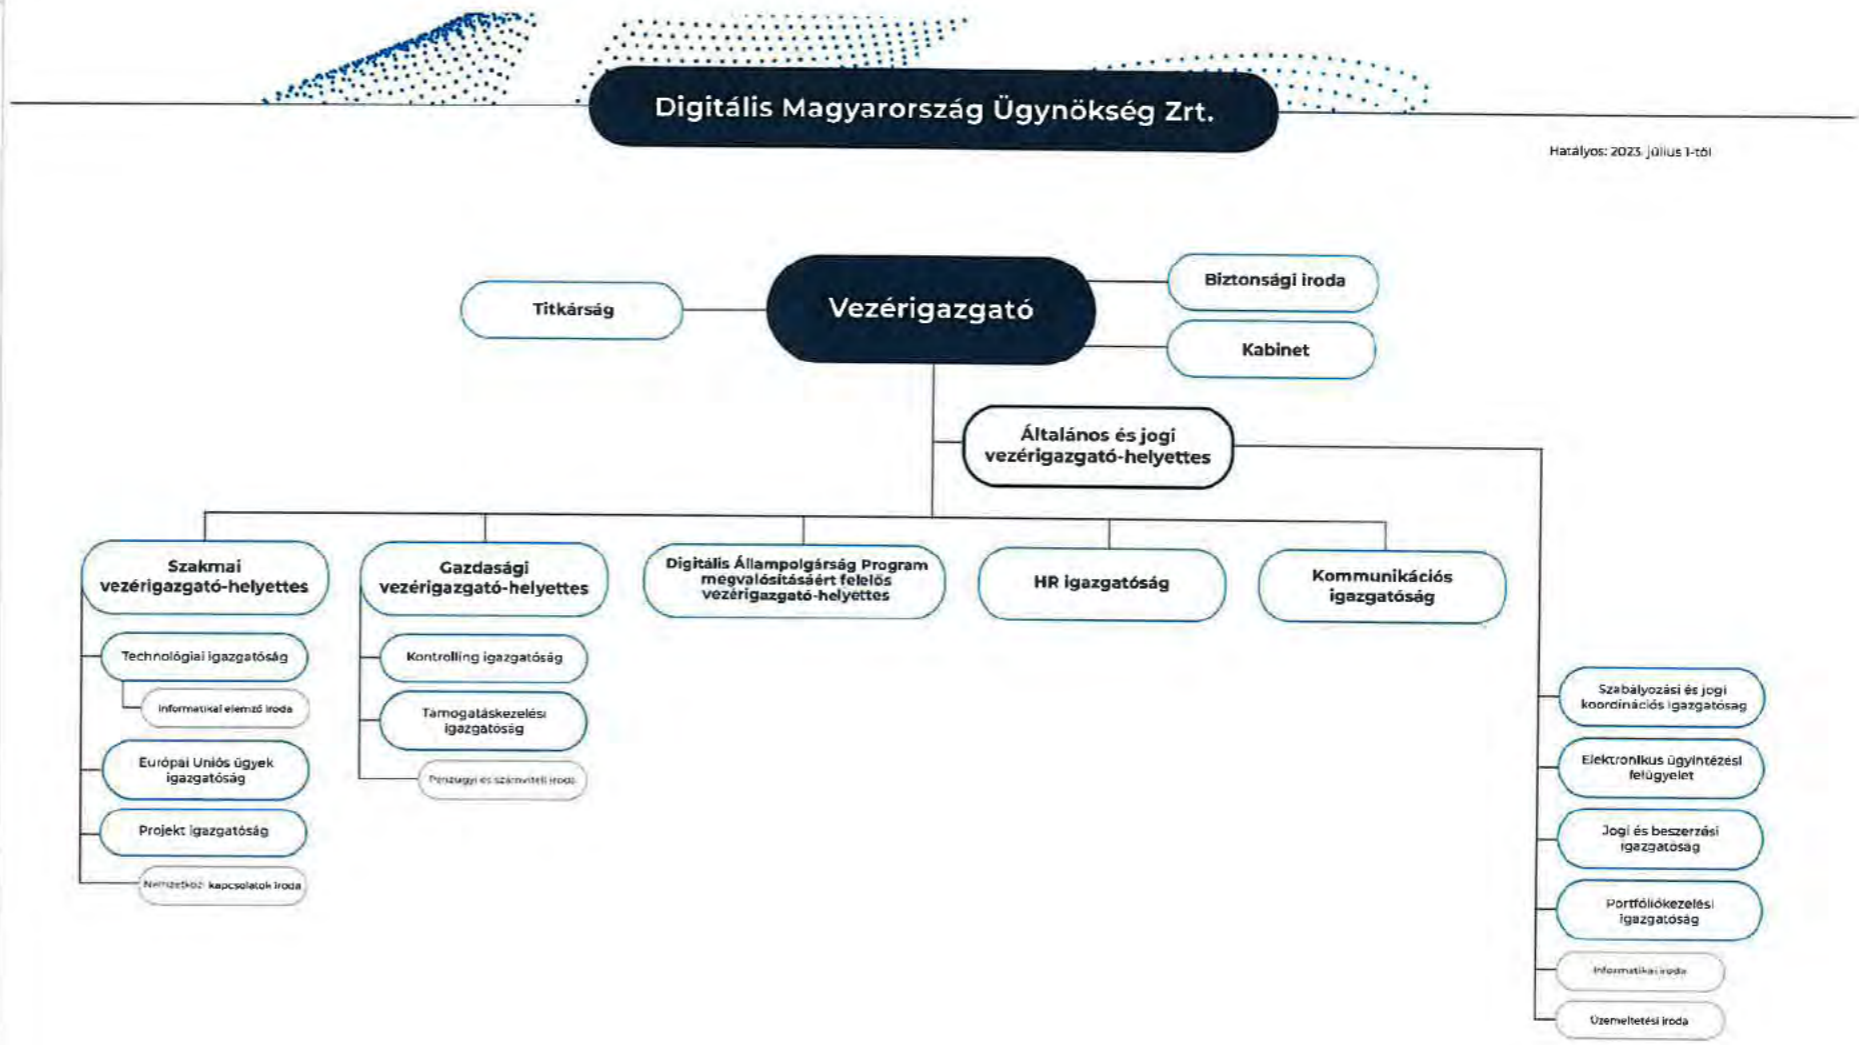 Digitális Magyarország Ügynökség Zrt.
Hatályos: 2023. július 1-től
Titkárság
Vezérigazgató
Biztonsági iroda
Kabinet
Általános és jogi
vezérigazgató-helyettes
Szakmai
vezérigazgató-helyettes
Technológiai igazgatóság
Informatikai elemző iroda
Európai Uniós ügyek
igazgatóság
Projekt igazgatóság
Nemzetközi kapcsolatok iroda
Gazdasági
vezérigazgató-helyettes
Kontrolling igazgatóság
Támogatáskezelési
igazgatóság
Pénzügyi és számviteli iroda
Digitális Állampolgárság Program
megvalósításáért felelős
vezérigazgató-helyettes
HR igazgatóság
Kommunikációs
igazgatóság
Szabályozási és jogi
koordinációs igazgatóság
Elektronikus ügyintézési
felügyelet
Jogi és beszerzési
igazgatóság
Portfóliókezelési
igazgatóság
Informatikai iroda
Üzemeltetési iroda